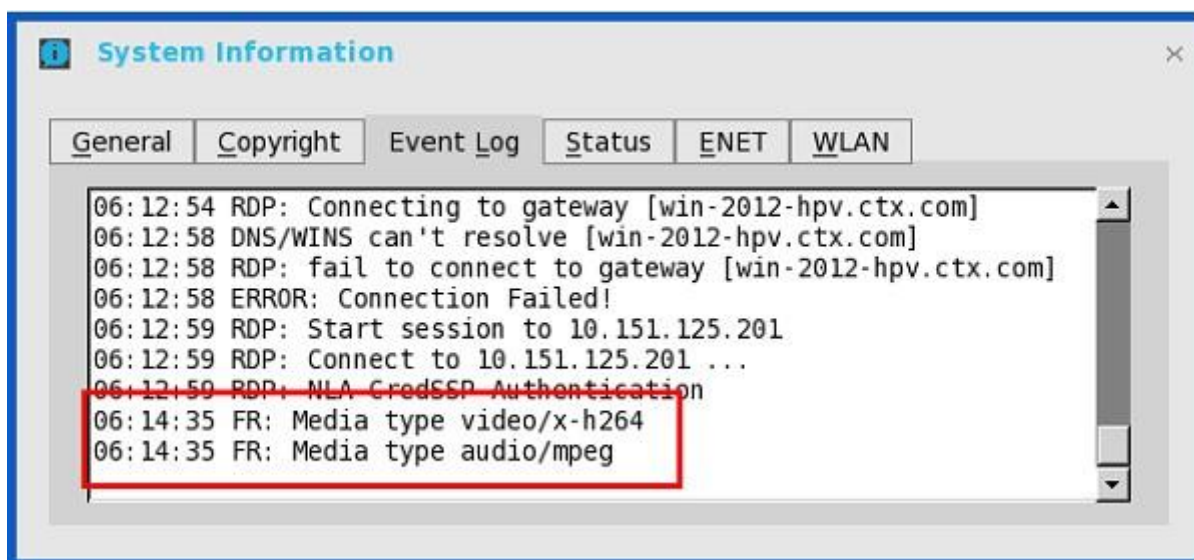 System Information
General Copyright Event Log Status ENET WLAN
06:12:54 RDP: Connecting to gateway [win-2012-hpv.ctx.com]
06:12:58 DNS/WINS can't resolve [win-2012-hpv.ctx.com]
06:12:58 RDP: fail to connect to gateway [win-2012-hpv.ctx.com]
06:12:58 ERROR: Connection Failed!
06:12:59 RDP: Start session to 10.151.125.201
06:12:59 RDP: Connect to 10.151.125.201 ...
06:12:59 RDP: NLA CredSSP Authentication
06:14:35 FR: Media type video/x-h264
06:14:35 FR: Media type audio/mpeg